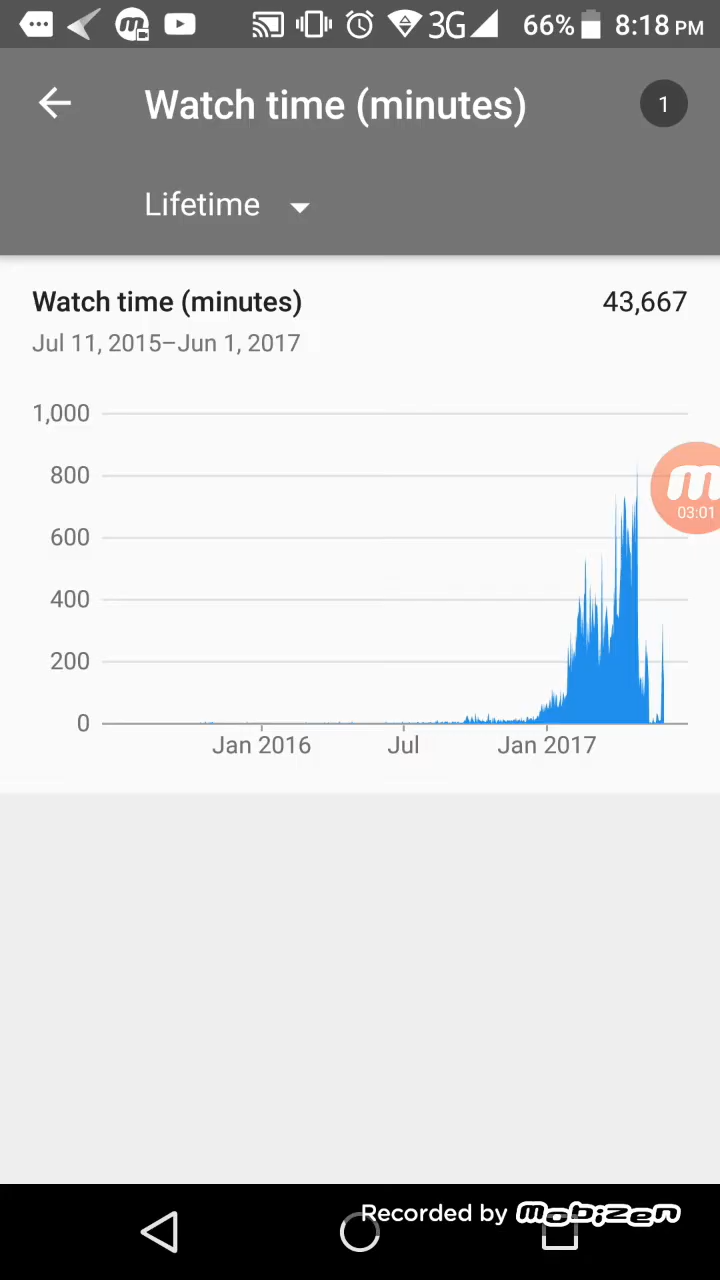 3G 66% 8:18 PM
Watch time (minutes) 1
Lifetime
Watch time (minutes) 43,667
Jul 11, 2015–Jun 1, 2017
1,000
800
03:01
600
400
200
0
Jan 2016 Jul Jan 2017
Recorded by mobizen